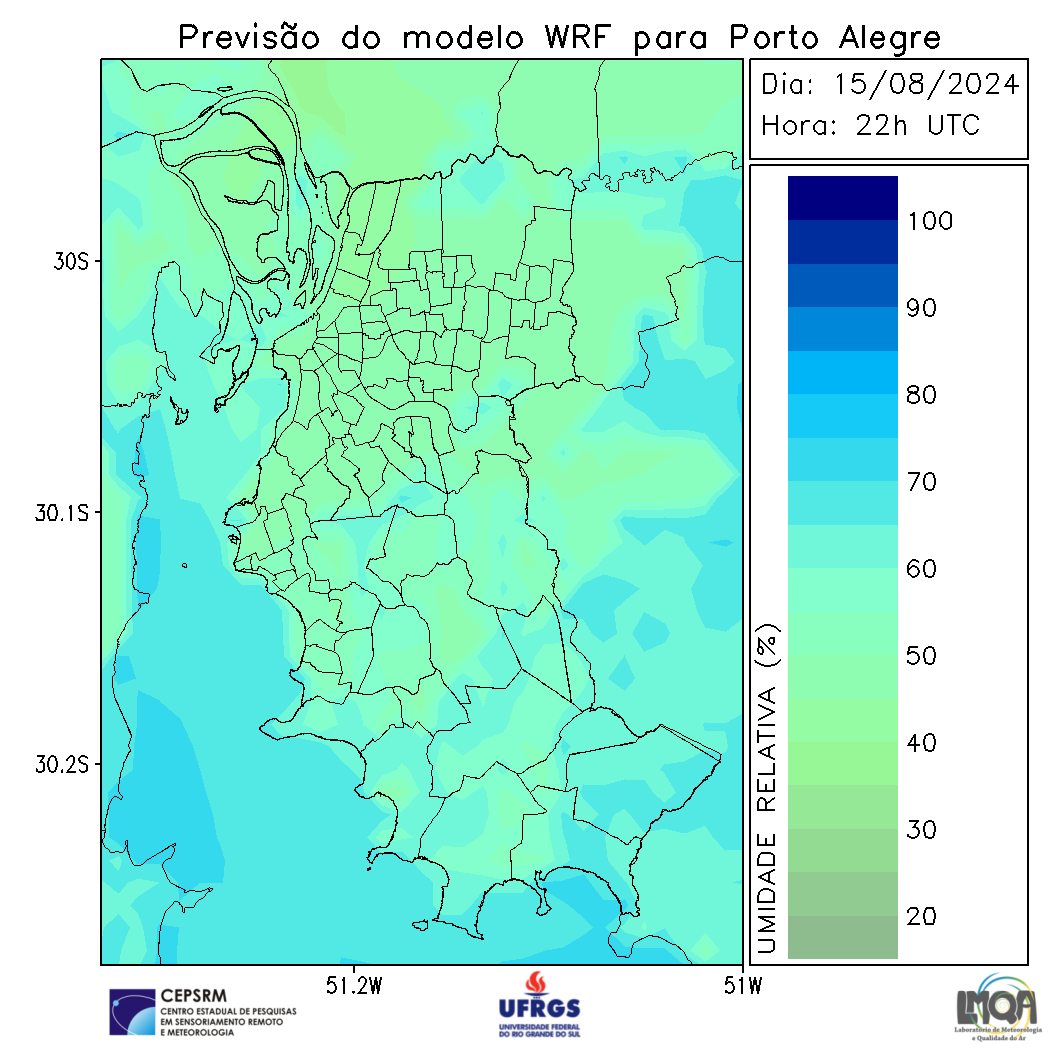 Previsão do modelo WRF para Porto Alegre
Dia: 15/08/2024
Hora: 22h UTC
30S
30.1S
30.2S
51.2W
51W
UMIDADE RELATIVA (%)
100
90
80
70
60
50
40
30
20
CEPSRM
CENTRO ESTADUAL DE PESQUISAS
EM SENSORIAMENTO REMOTO
E METEOROLOGIA
UFRGS
UNIVERSIDADE FEDERAL
DO RIO GRANDE DO SUL
LMQA
Laboratório de Meteorologia
e Qualidade do Ar